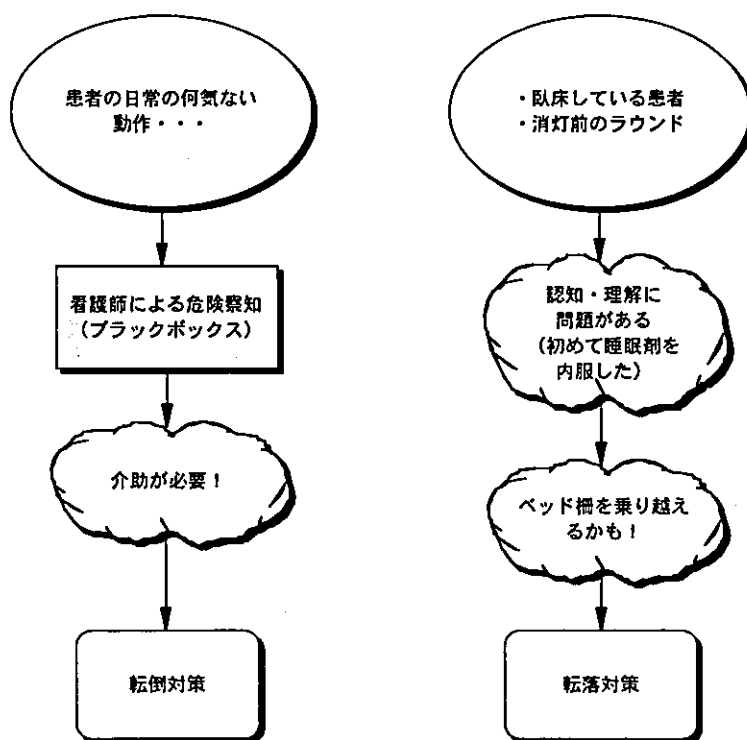 患者の日常の何気ない
動作・・・
看護師による危険察知
(ブラックボックス)
介助が必要！
転倒対策
・臥床している患者
・消灯前のラウンド
認知・理解に
問題がある
(初めて睡眠剤を
内服した)
ベッド柵を乗り越え
るかも！
転落対策